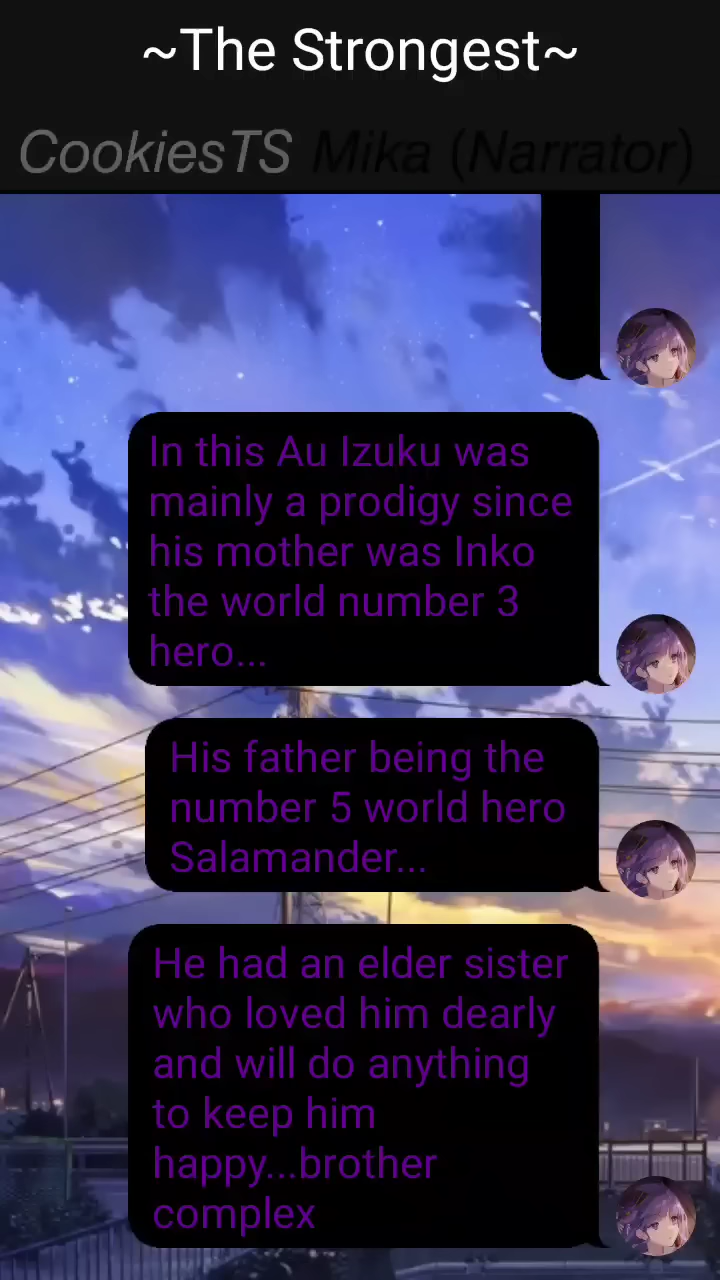 ~The Strongest~
CookiesTS Mika (Narrator)
In this Au Izuku was
mainly a prodigy since
his mother was Inko
the world number 3
hero...
His father being the
number 5 world hero
Salamander...
He had an elder sister
who loved him dearly
and will do anything
to keep him
happy...brother
complex